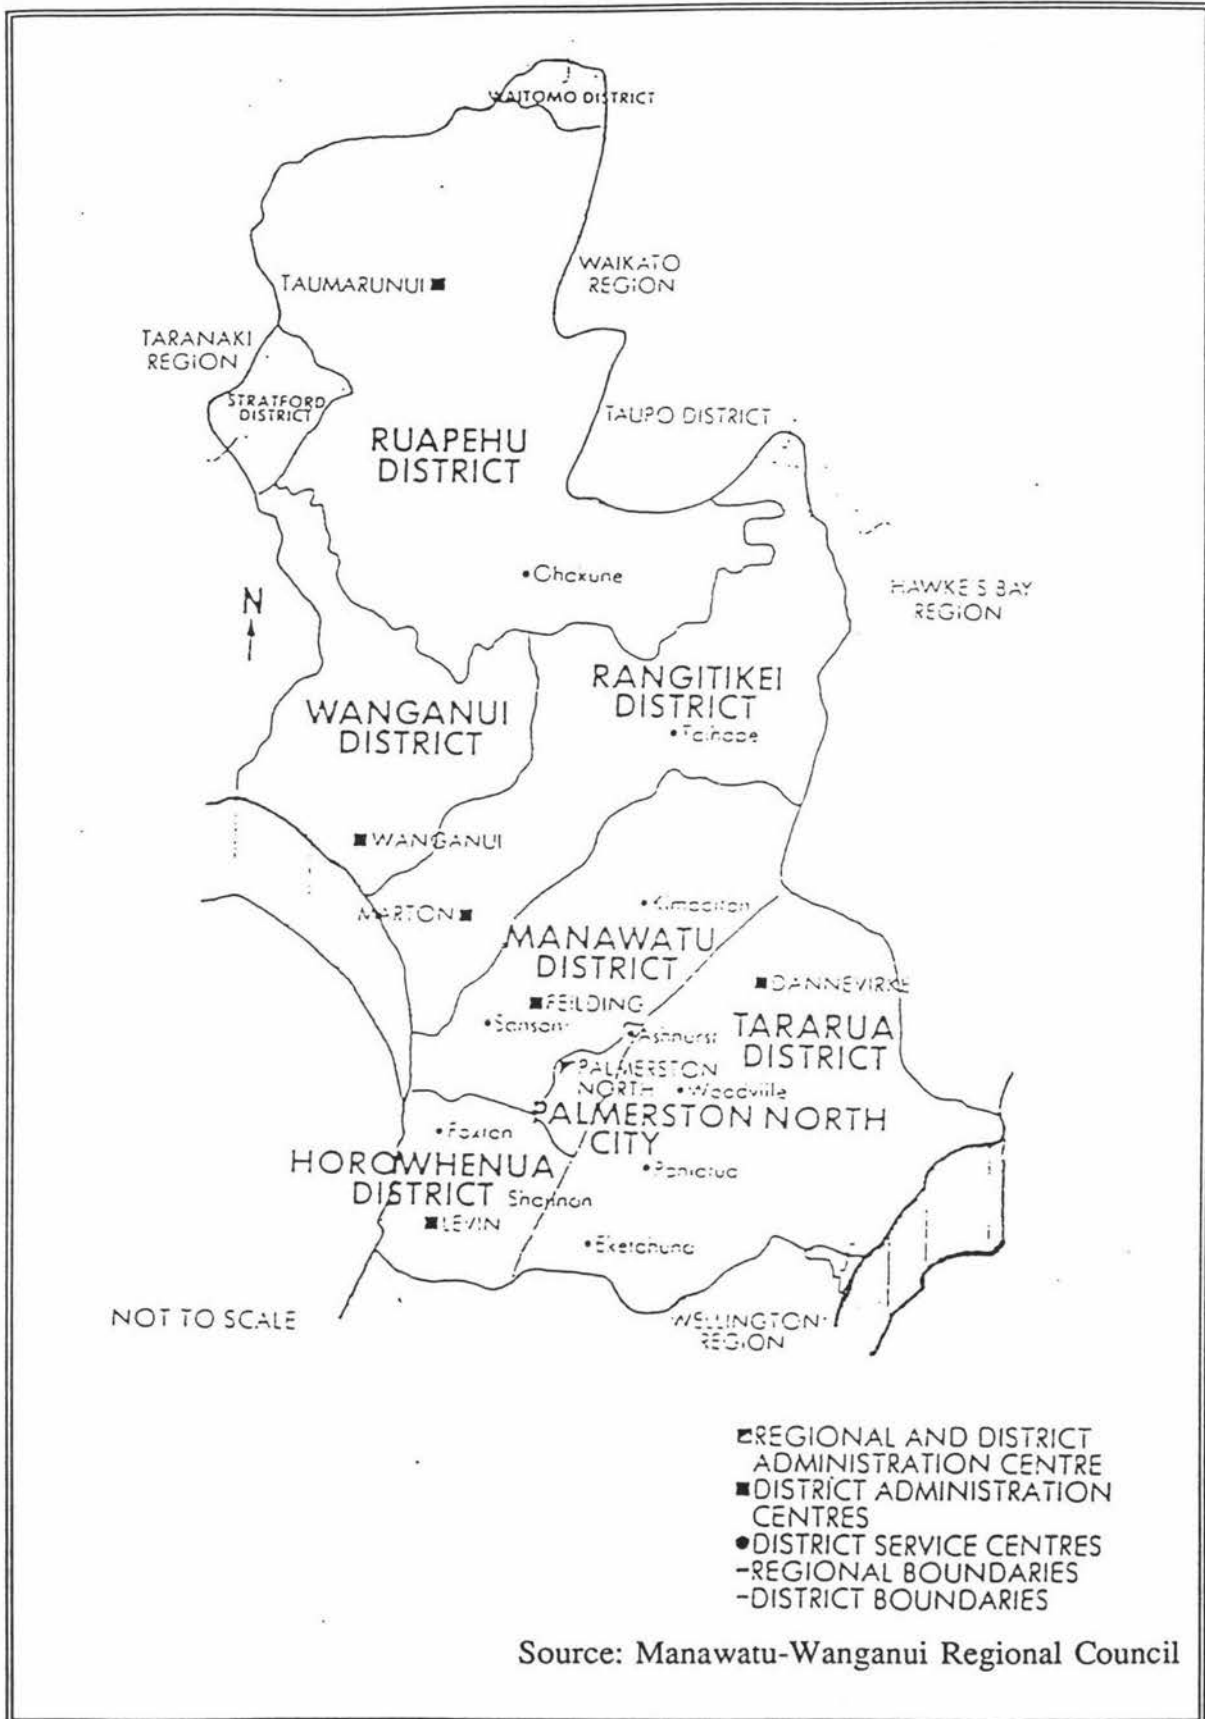 WAITOMO DISTRICT
TAUMARUNUI
WAIKATO
REGION
TARANAKI
REGION
STRATFORD
DISTRICT
TAUPO DISTRICT
RUAPEHU
DISTRICT
Ohakune
HAWKE'S BAY
REGION
N
RANGITIKEI
DISTRICT
Taihape
WANGANUI
DISTRICT
WANGANUI
Kimbolton
MARTON
MANAWATU
DISTRICT
DANNEVIRKE
FEILDING
Sanson
Ashhurst
TARARUA
DISTRICT
PALMERSTON
NORTH
Woodville
PALMERSTON NORTH
CITY
Foxton
HOROWHENUA
DISTRICT
Pahiatua
Shannon
LEVIN
Eketahuna
NOT TO SCALE
WELLINGTON
REGION
REGIONAL AND DISTRICT
ADMINISTRATION CENTRE
DISTRICT ADMINISTRATION
CENTRES
DISTRICT SERVICE CENTRES
REGIONAL BOUNDARIES
DISTRICT BOUNDARIES
Source: Manawatu-Wanganui Regional Council